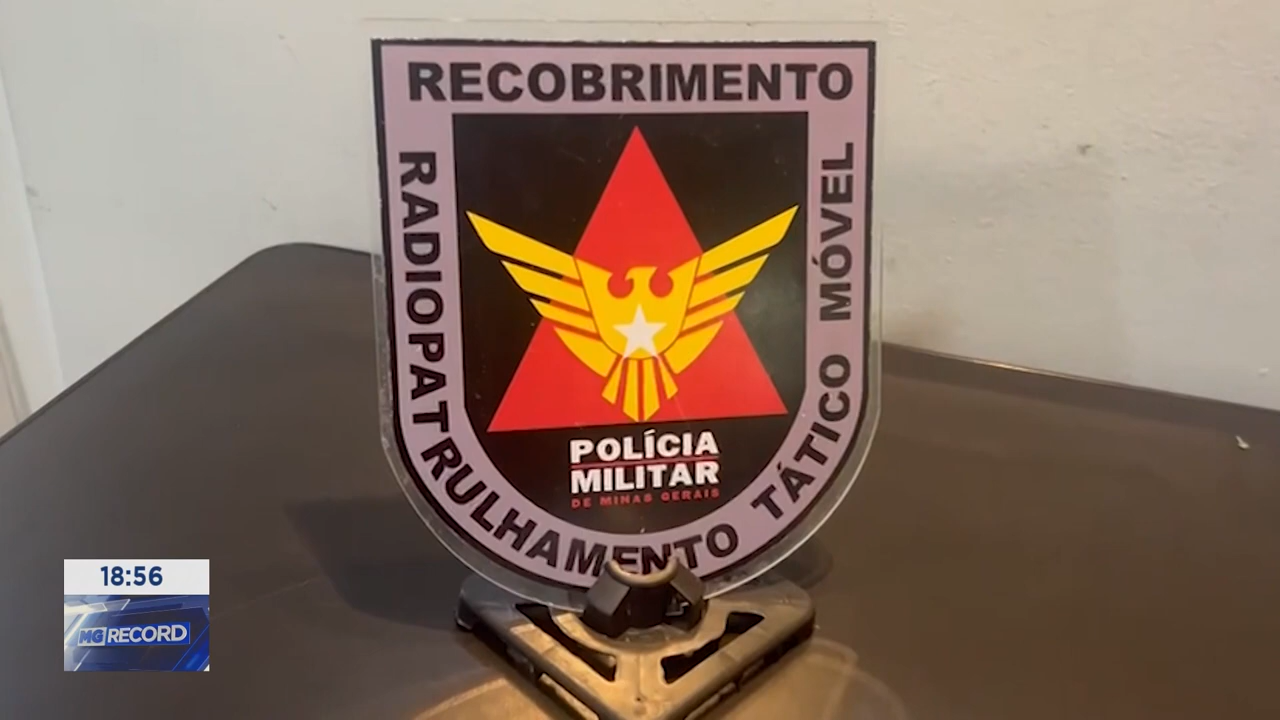 RECOBRIMENTO
RADIOPATRULHAMENTO TÁTICO MÓVEL
POLÍCIA
MILITAR
DE MINAS GERAIS
18:56
MG RECORD